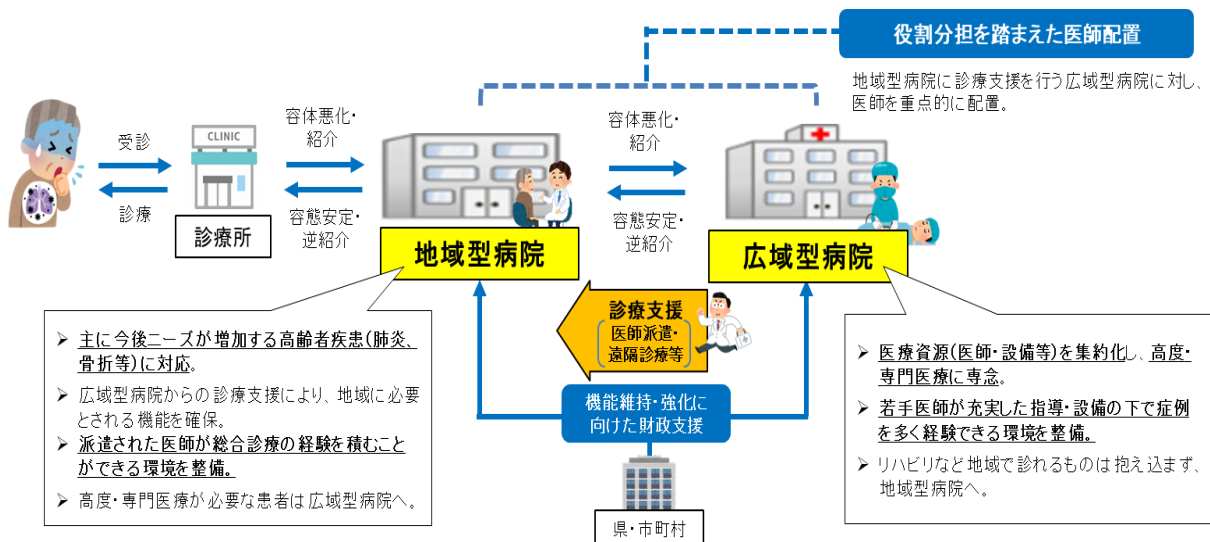 役割分担を踏まえた医師配置
地域型病院に診療支援を行う広域型病院に対し、
医師を重点的に配置。
受診
診療
CLINIC
診療所
容体悪化・
紹介
容態安定・
逆紹介
地域型病院
容体悪化・
紹介
容態安定・
逆紹介
広域型病院
診療支援
医師派遣・
遠隔診療等
➢ 主に今後ニーズが増加する高齢者疾患(肺炎、
骨折等)に対応。
➢ 広域型病院からの診療支援により、地域に必要
とされる機能を確保。
➢ 派遣された医師が総合診療の経験を積むこと
ができる環境を整備。
➢ 高度・専門医療が必要な患者は広域型病院へ。
機能維持・強化に
向けた財政支援
県・市町村
➢ 医療資源(医師・設備等)を集約化し、高度・
専門医療に専念。
➢ 若手医師が充実した指導・設備の下で症例
を多く経験できる環境を整備。
➢ リハビリなど地域で診れるものは抱え込まず、
地域型病院へ。